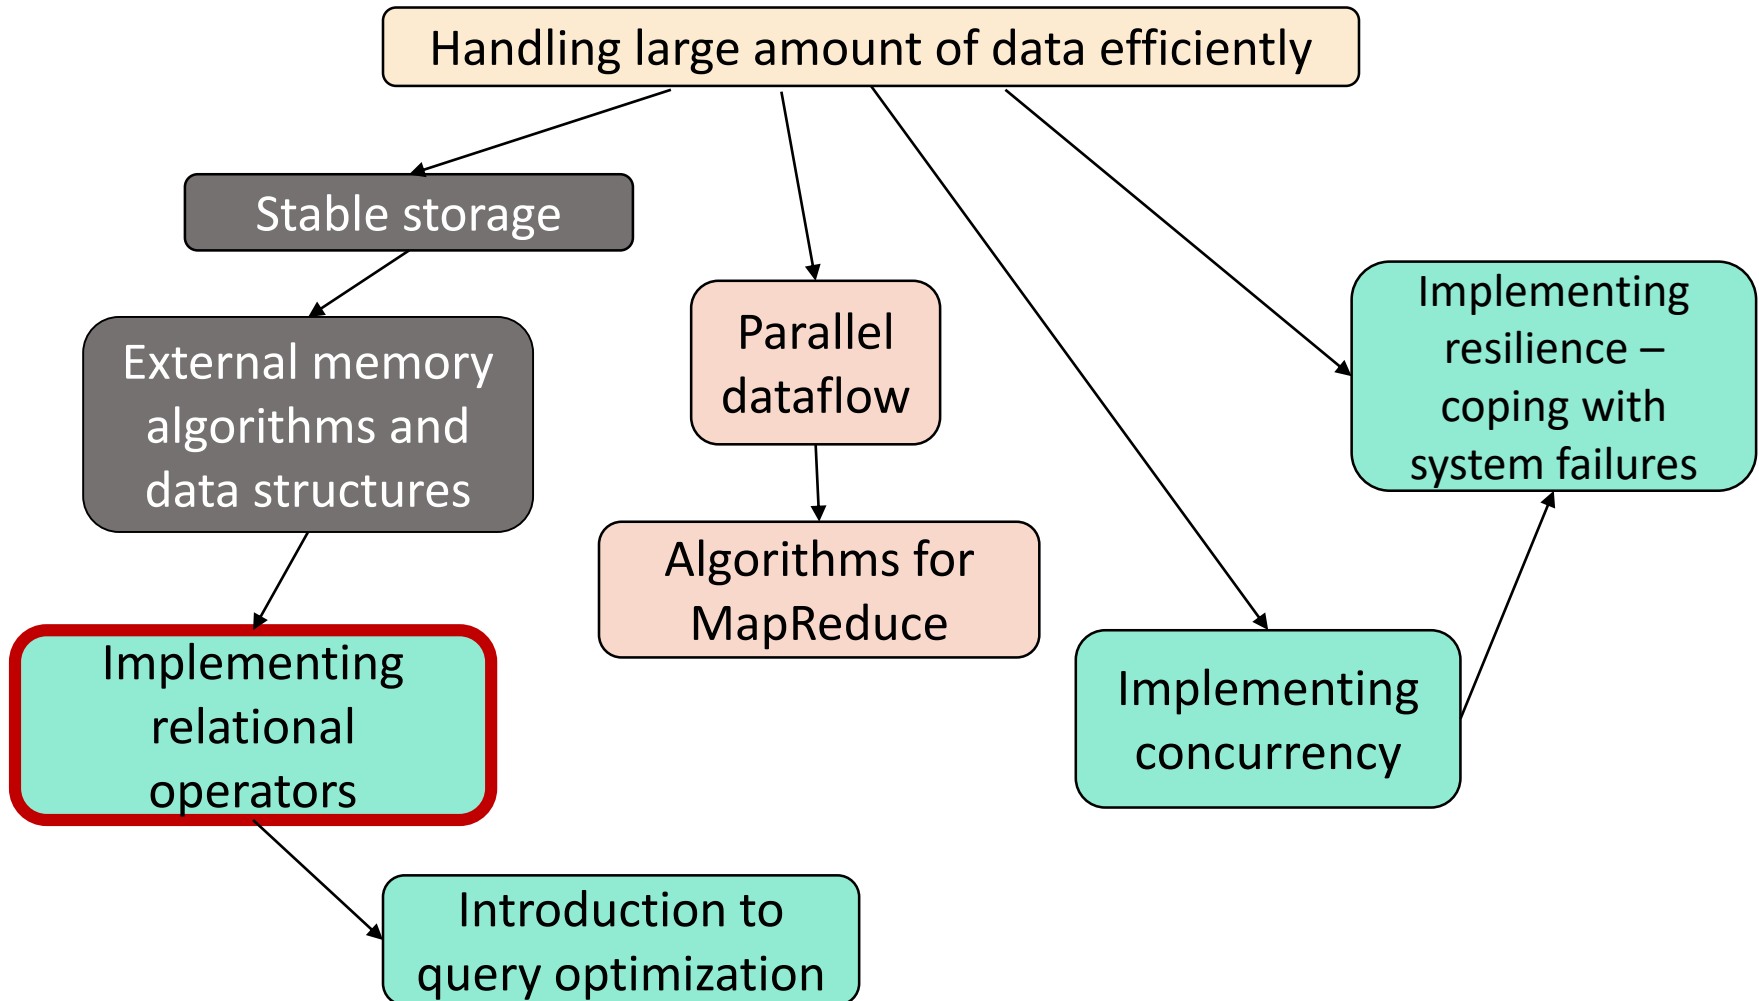 Handling large amount of data efficiently
Stable storage
External memory
algorithms and
data structures
Parallel
dataflow
Implementing
resilience –
coping with
system failures
Algorithms for
MapReduce
Implementing
relational
operators
Implementing
concurrency
Introduction to
query optimization